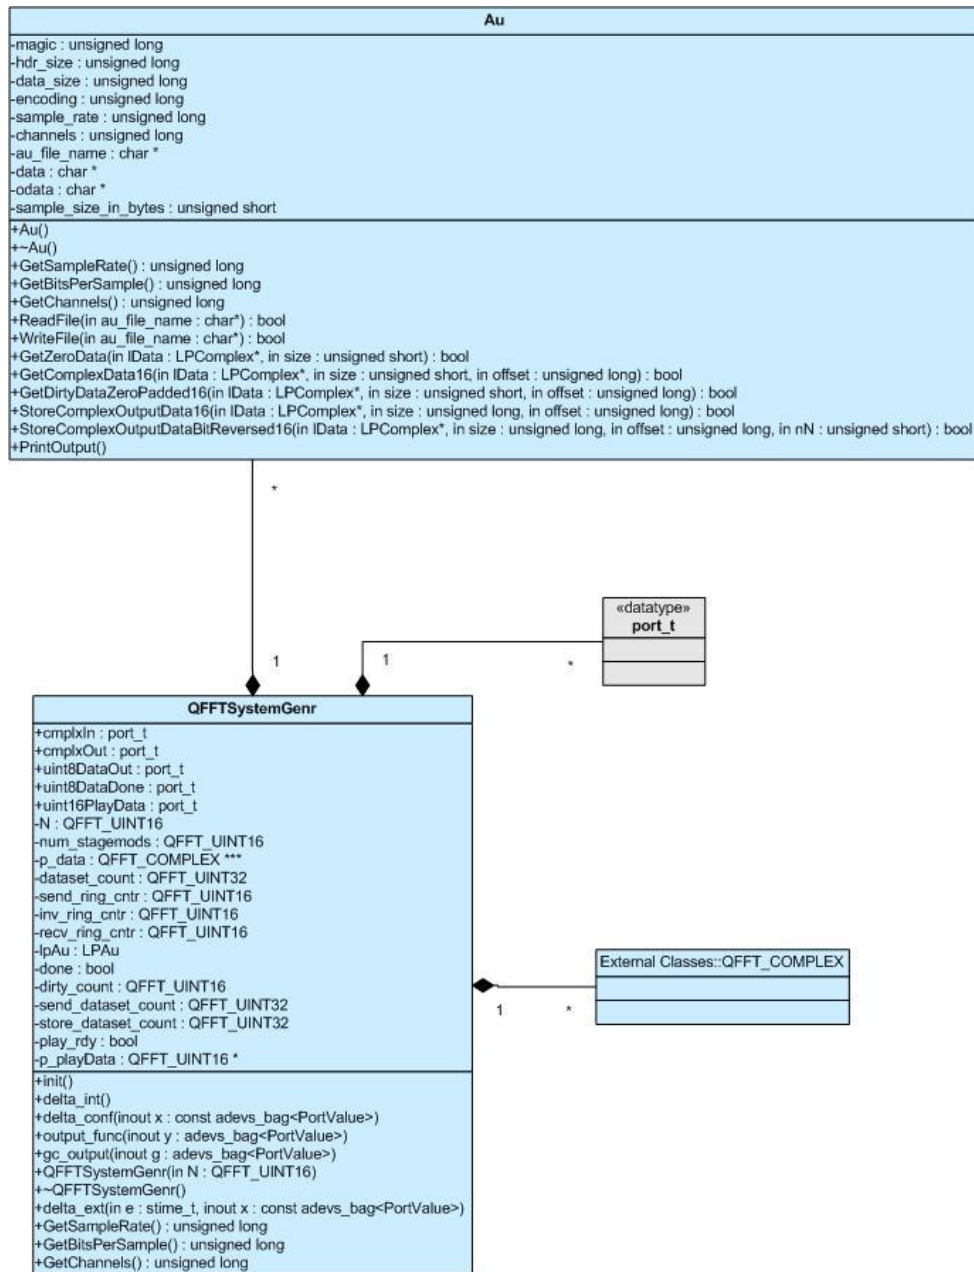 Au
-magic : unsigned long
-hdr_size : unsigned long
-data_size : unsigned long
-encoding : unsigned long
-sample_rate : unsigned long
-channels : unsigned long
-au_file_name : char *
-data : char *
-odata : char *
-sample_size_in_bytes : unsigned short
+Au()
+~Au()
+GetSampleRate() : unsigned long
+GetBitsPerSample() : unsigned long
+GetChannels() : unsigned long
+ReadFile(in au_file_name : char*) : bool
+WriteFile(in au_file_name : char*) : bool
+GetZeroData(in lData : LPComplex*, in size : unsigned short) : bool
+GetComplexData16(in lData : LPComplex*, in size : unsigned short, in offset : unsigned long) : bool
+GetDirtyDataZeroPadded16(in lData : LPComplex*, in size : unsigned short, in offset : unsigned long) : bool
+StoreComplexOutputData16(in lData : LPComplex*, in size : unsigned long, in offset : unsigned long) : bool
+StoreComplexOutputDataBitReversed16(in lData : LPComplex*, in size : unsigned long, in offset : unsigned long, in nN : unsigned short) : bool
+PrintOutput()
*
«datatype»
port_t
1
1
*
QFFTSystemGenr
+cmplxIn : port_t
+cmplxOut : port_t
+uint8DataOut : port_t
+uint8DataDone : port_t
+uint16PlayData : port_t
-N : QFFT_UINT16
-num_stagemods : QFFT_UINT16
-p_data : QFFT_COMPLEX ***
-dataset_count : QFFT_UINT32
-send_ring_cntr : QFFT_UINT16
-inv_ring_cntr : QFFT_UINT16
-recv_ring_cntr : QFFT_UINT16
-lpAu : LPAu
-done : bool
-dirty_count : QFFT_UINT16
-send_dataset_count : QFFT_UINT32
-store_dataset_count : QFFT_UINT32
-play_rdy : bool
-p_playData : QFFT_UINT16 *
External Classes::QFFT_COMPLEX
1
*
+init()
+delta_int()
+delta_conf(inout x : const adevs_bag<PortValue>)
+output_func(inout y : adevs_bag<PortValue>)
+gc_output(inout g : adevs_bag<PortValue>)
+QFFTSystemGenr(in N : QFFT_UINT16)
+~QFFTSystemGenr()
+delta_ext(in e : stime_t, inout x : const adevs_bag<PortValue>)
+GetSampleRate() : unsigned long
+GetBitsPerSample() : unsigned long
+GetChannels() : unsigned long